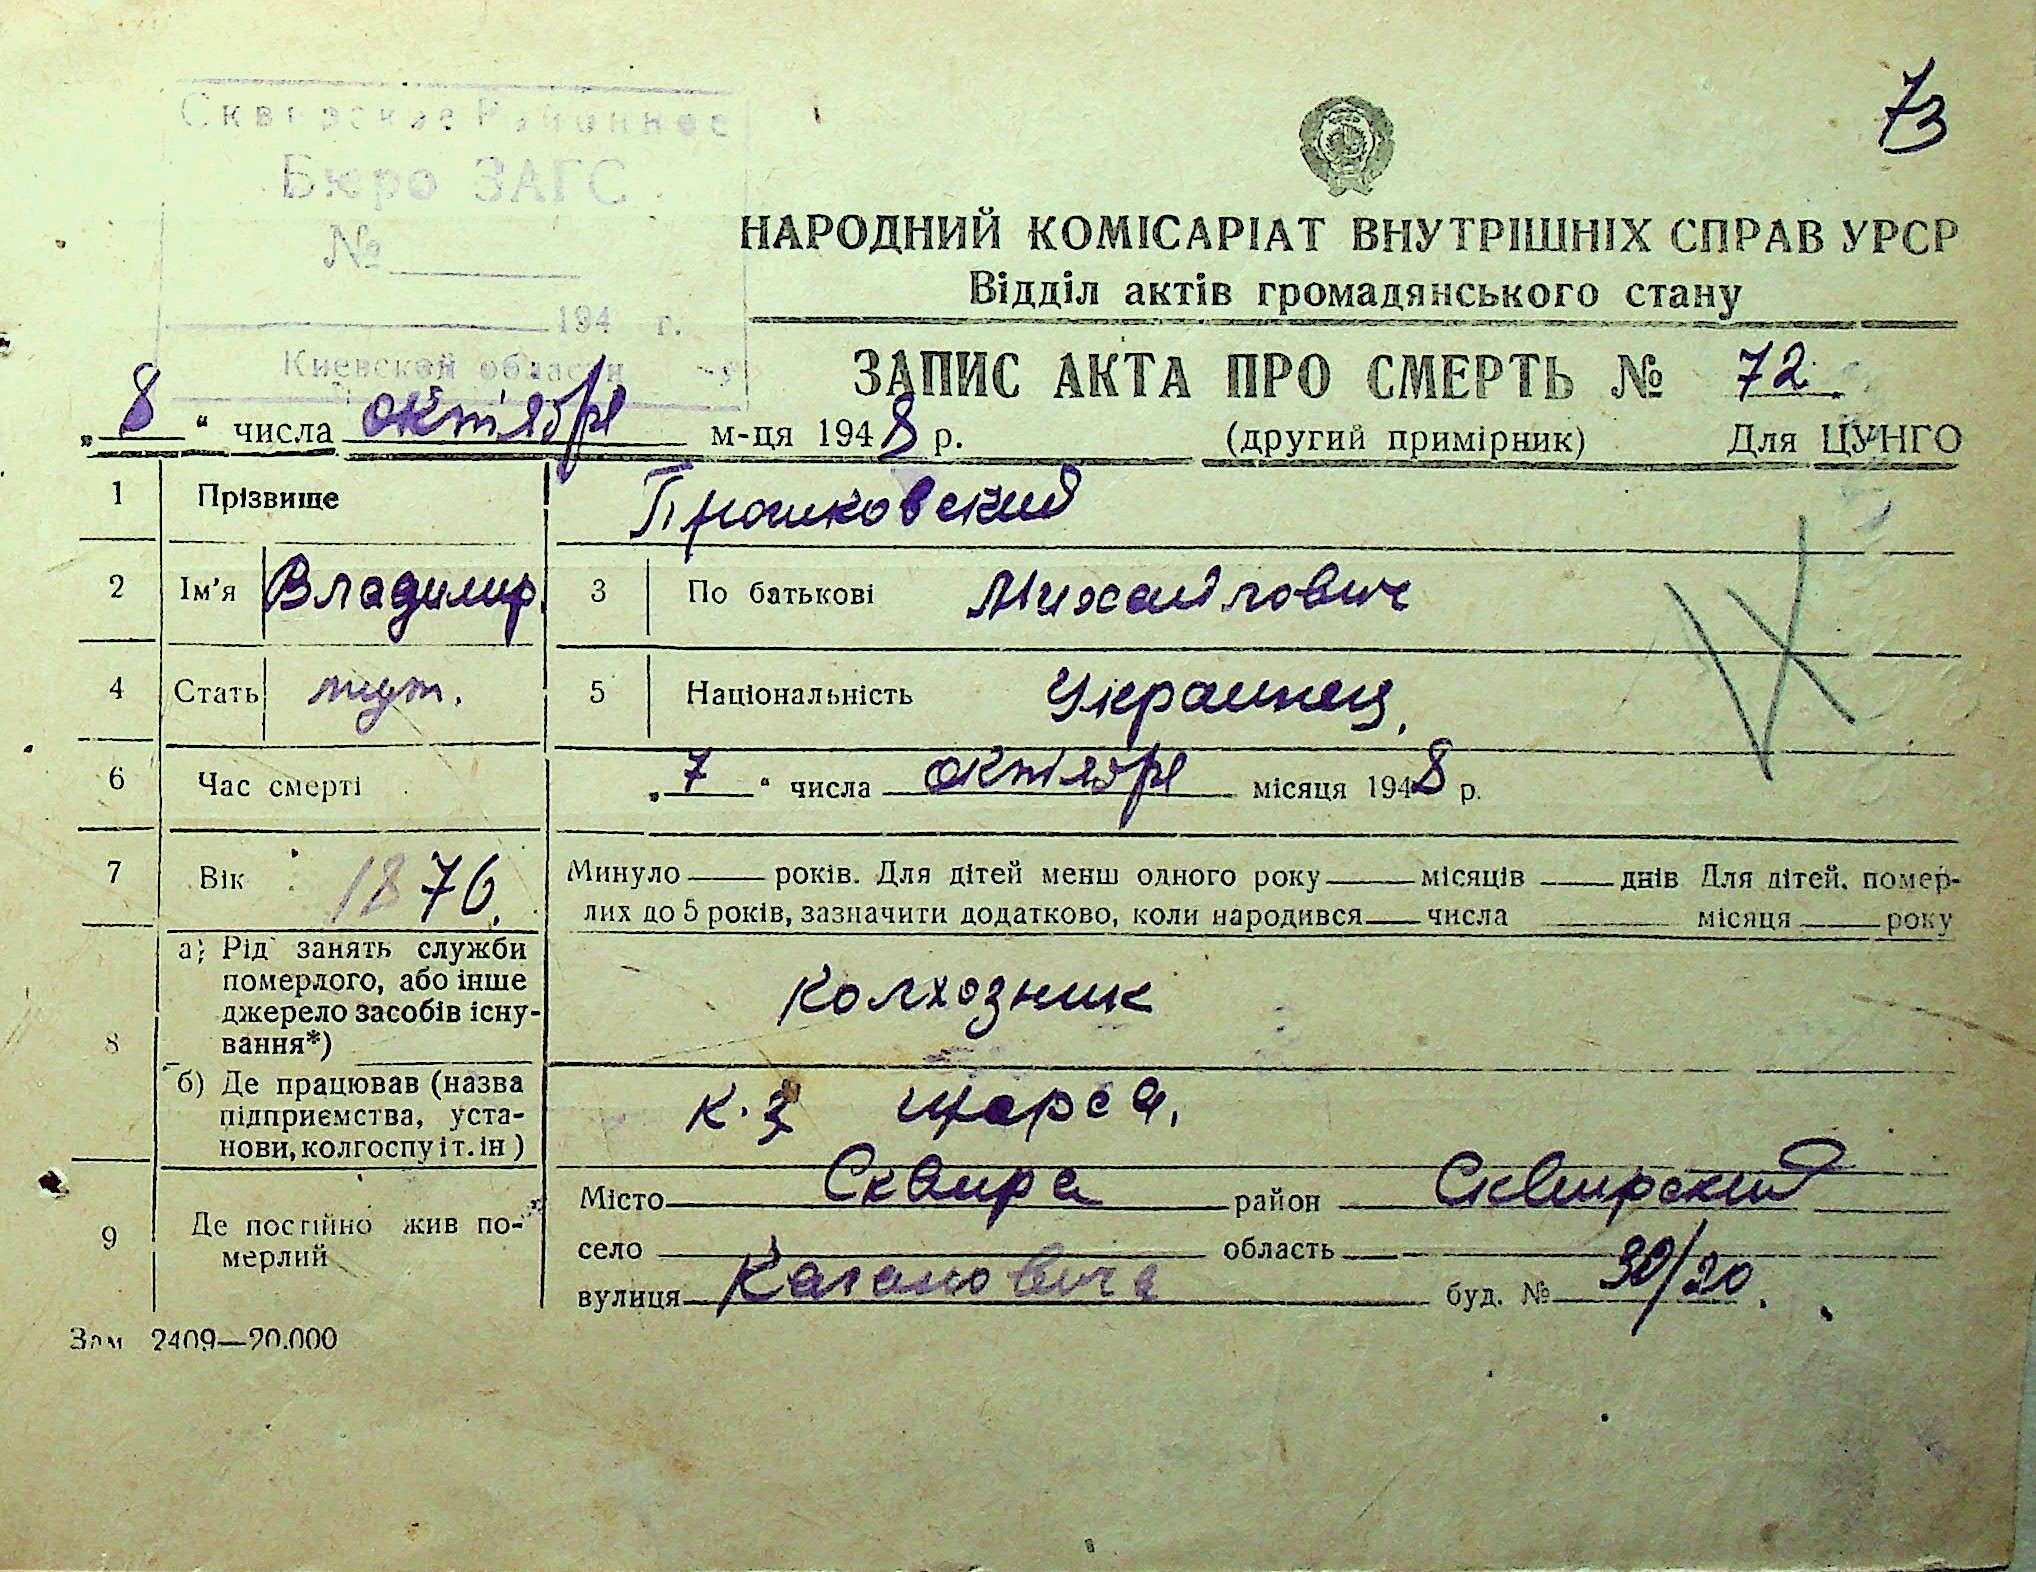 73
Сквирское Районное
Бюро ЗАГС
№
194 г.
Киевской области
НАРОДНИЙ КОМІСАРІАТ ВНУТРІШНІХ СПРАВ УРСР
Відділ актів громадянського стану
ЗАПИС АКТА ПРО СМЕРТЬ № 72.
„8“ числа октября м-ця 1948 р. (другий примірник) Для ЦУНГО
1 Прізвище
2 Ім’я Владимир. 3 По батькові Михайлович
4 Стать муж. 5 Національність Украинец.
6 Час смерті „7“ числа октября місяця 1948 р.
7 Вік 1876. Минуло — років. Для дітей менш одного року — місяців — днів Для дітей, помер-
лих до 5 років, зазначити додатково, коли народився — числа місяця — року
8 а) Рід занять служби
померлого, або інше
джерело засобів існу-
вання*)
колхозник
б) Де працював (назва
підприємства, уста-
нови, колгоспу і т. ін)
к-з
9 Де постійно жив по-
мерлий
Місто Сквира район Сквирский
село область
вулиця Кагановича буд. № 30/20.
Зам 2409—20.000